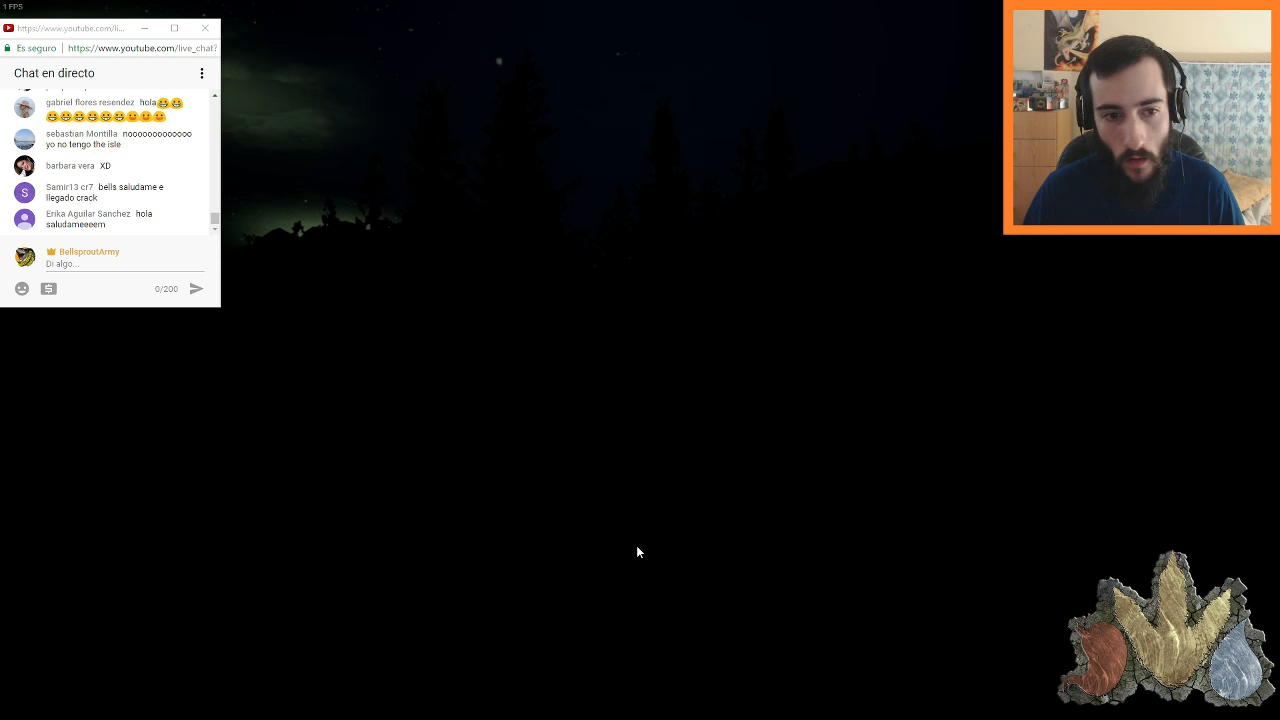 1 FPS
https://www.youtube.com/li...
Es seguro
https://www.youtube.com/live_chat?
Chat en directo
gabriel flores resendez hola😂😂
😂😂😂😂😂😂😍😍😍
sebastian Montilla nooooooooooooo
yo no tengo the isle
barbara vera XD
S
Samir13 cr7 bells saludame e
llegado crack
Erika Aguilar Sanchez hola
saludameeeem
BellsproutArmy
Di algo...
0/200